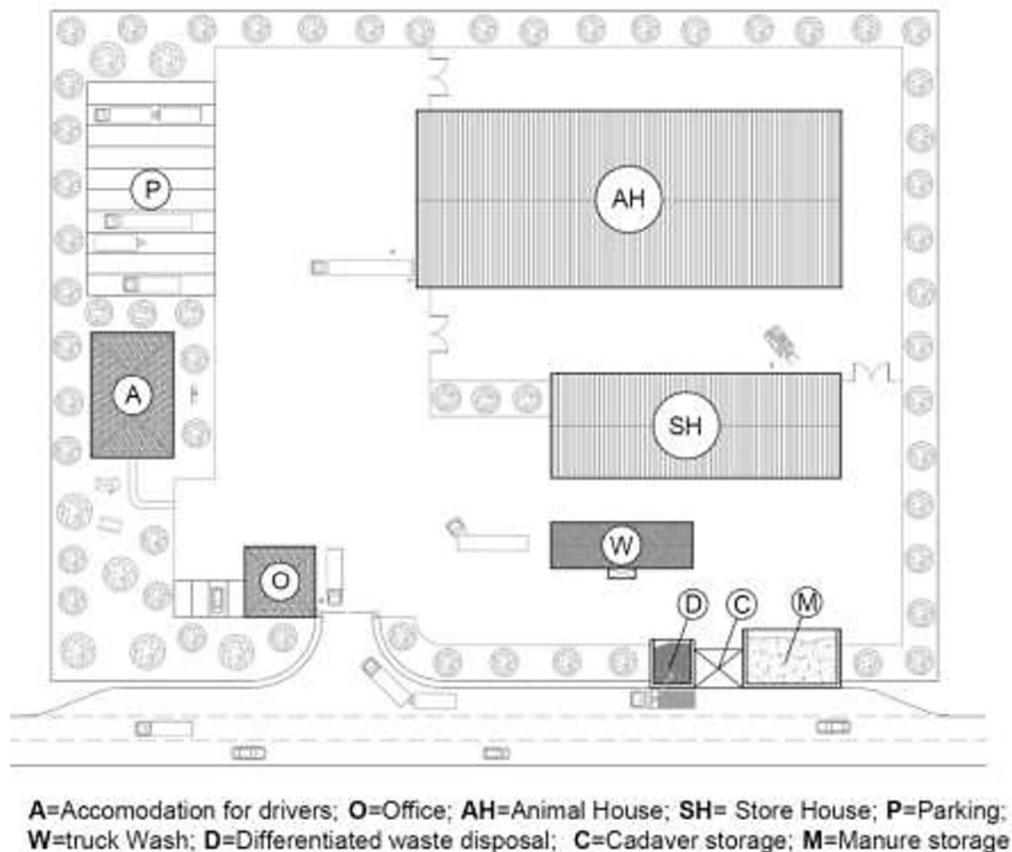 P
AH
A
SH
W
O
D C M
A=Accomodation for drivers; O=Office; AH=Animal House; SH= Store House; P=Parking;
W=truck Wash; D=Differentiated waste disposal; C=Cadaver storage; M=Manure storage